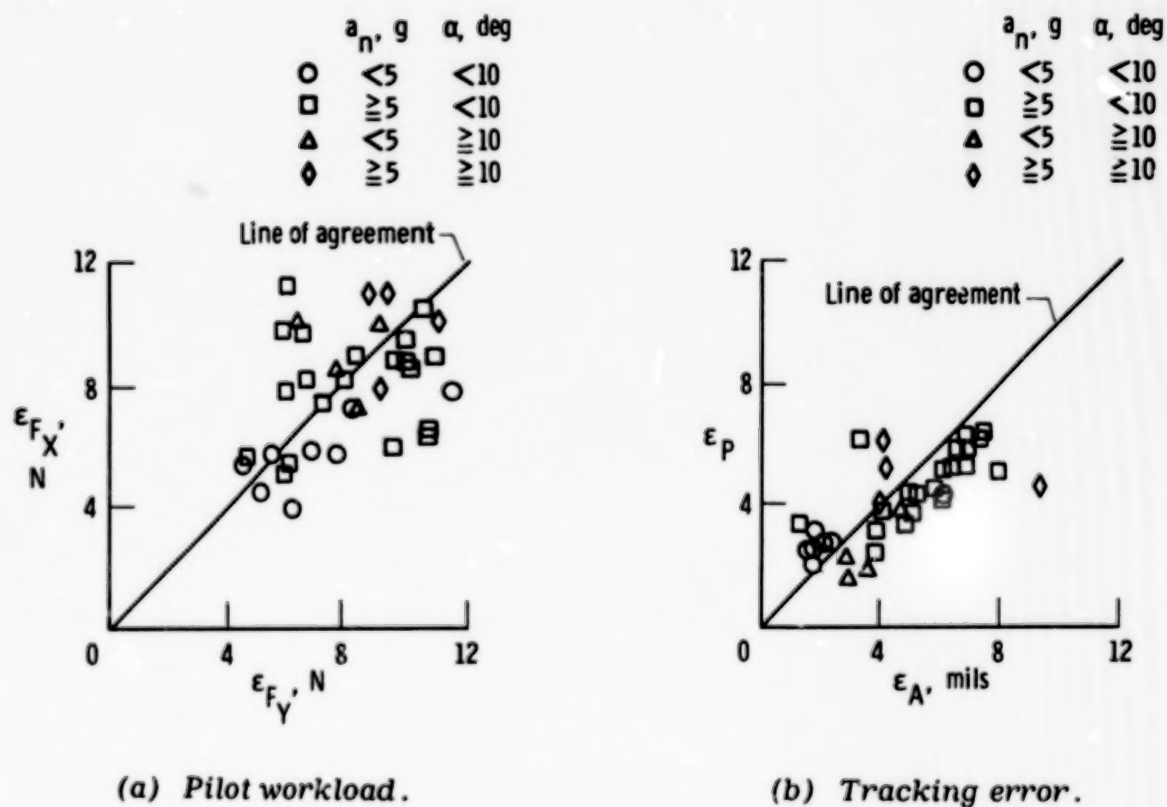 aₙ, g α, deg
○ <5 <10
□ ≧5 <10
△ <5 ≧10
◇ ≧5 ≧10
Line of agreement
12
8
ε_F_X, N
4
0 4 8 12
ε_F_Y, N
(a) Pilot workload.
aₙ, g α, deg
○ <5 <10
□ ≧5 <10
△ <5 ≧10
◇ ≧5 ≧10
12
Line of agreement
8
ε_P
4
0 4 8 12
ε_A, mils
(b) Tracking error.